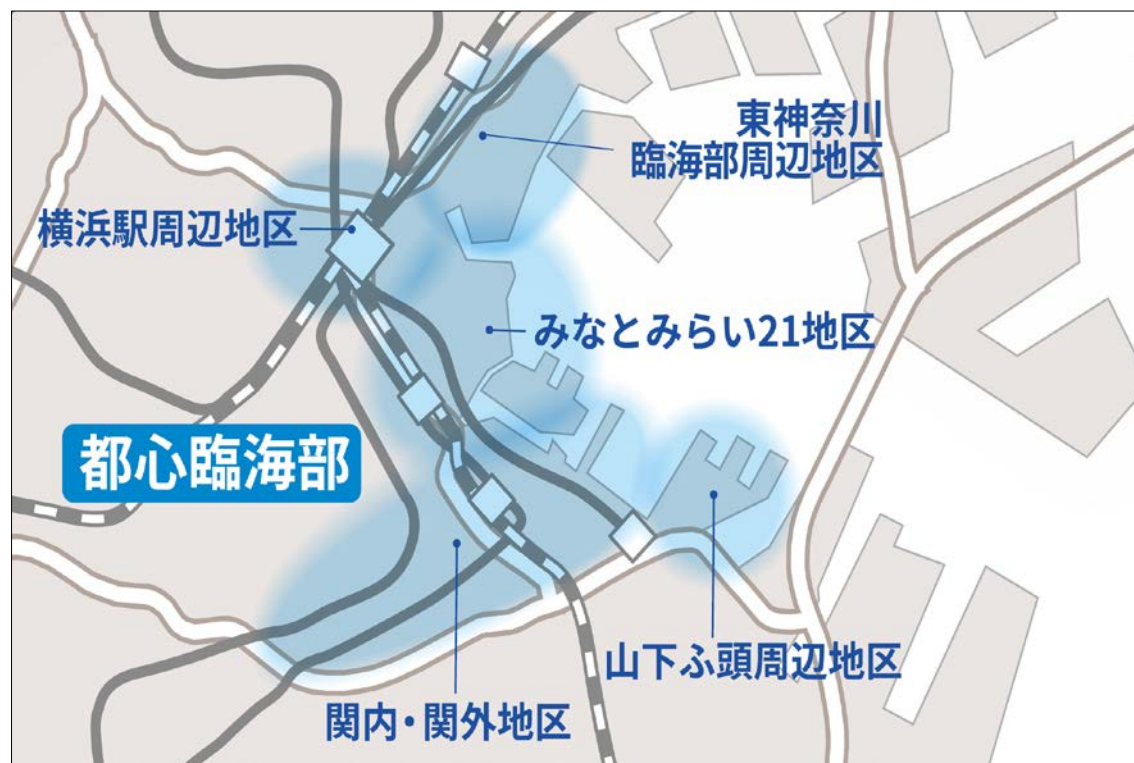 東神奈川
臨海部周辺地区
横浜駅周辺地区
みなとみらい21地区
都心臨海部
山下ふ頭周辺地区
関内・関外地区